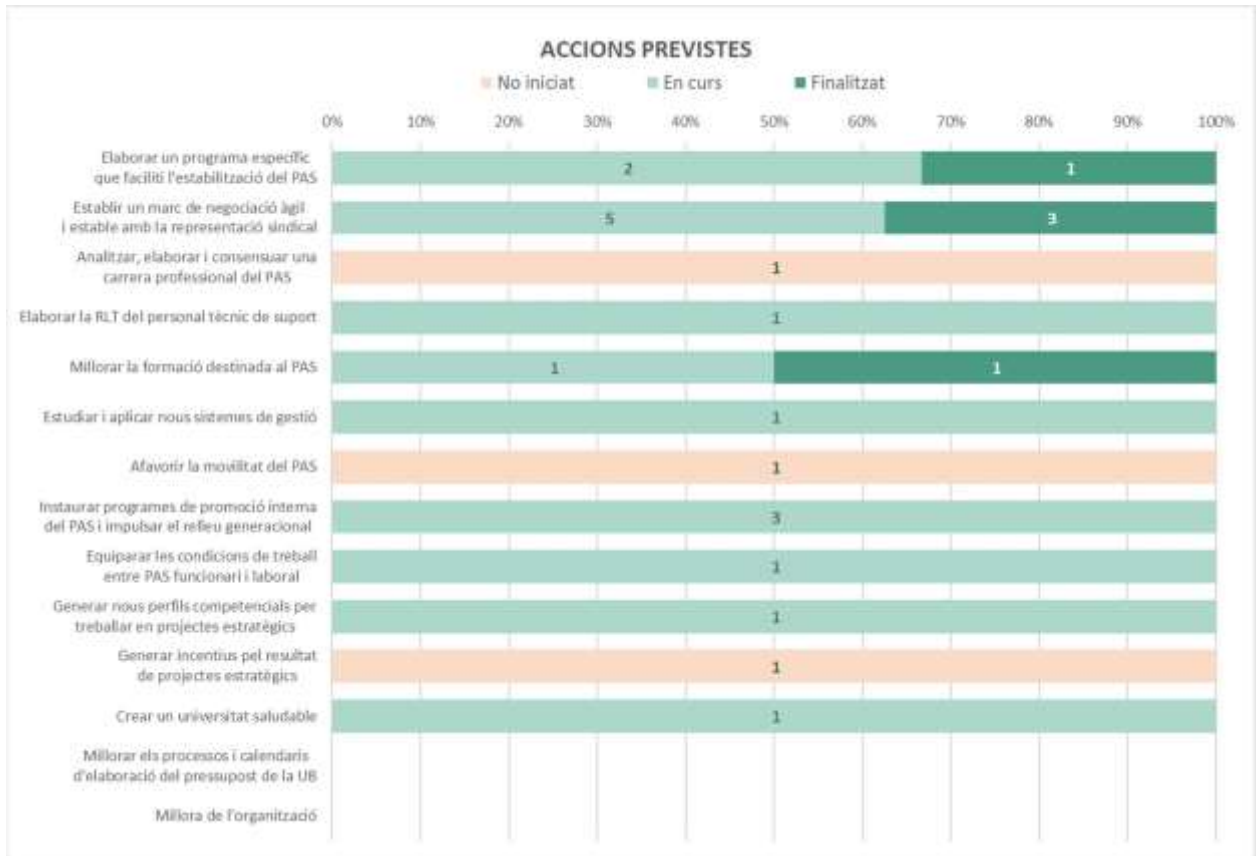 ACCIONS PREVISTES
No iniciat En curs Finalitzat
0% 10% 20% 30% 40% 50% 60% 70% 80% 90% 100%
Elaborar un programa específic
que faciliti l'estabilització del PAS
2 1
Establir un marc de negociació àgil
i estable amb la representació sindical
5 3
Analitzar, elaborar i consensuar una
carrera professional del PAS
1
Elaborar la RLT del personal tècnic de suport
1
Millorar la formació destinada al PAS
1 1
Estudiar i aplicar nous sistemes de gestió
1
Afavorir la movilitat del PAS
1
Instaurar programes de promoció interna
del PAS i impulsar el relleu generacional
3
Equiparar les condicions de treball
entre PAS funcionari i laboral
1
Generar nous perfils competencials per
treballar en projectes estratègics
1
Generar incentius pel resultat
de projectes estratègics
1
Crear un universitat saludable
1
Millorar els processos i calendaris
d'elaboració del pressupost de la UB
Millora de l'organització